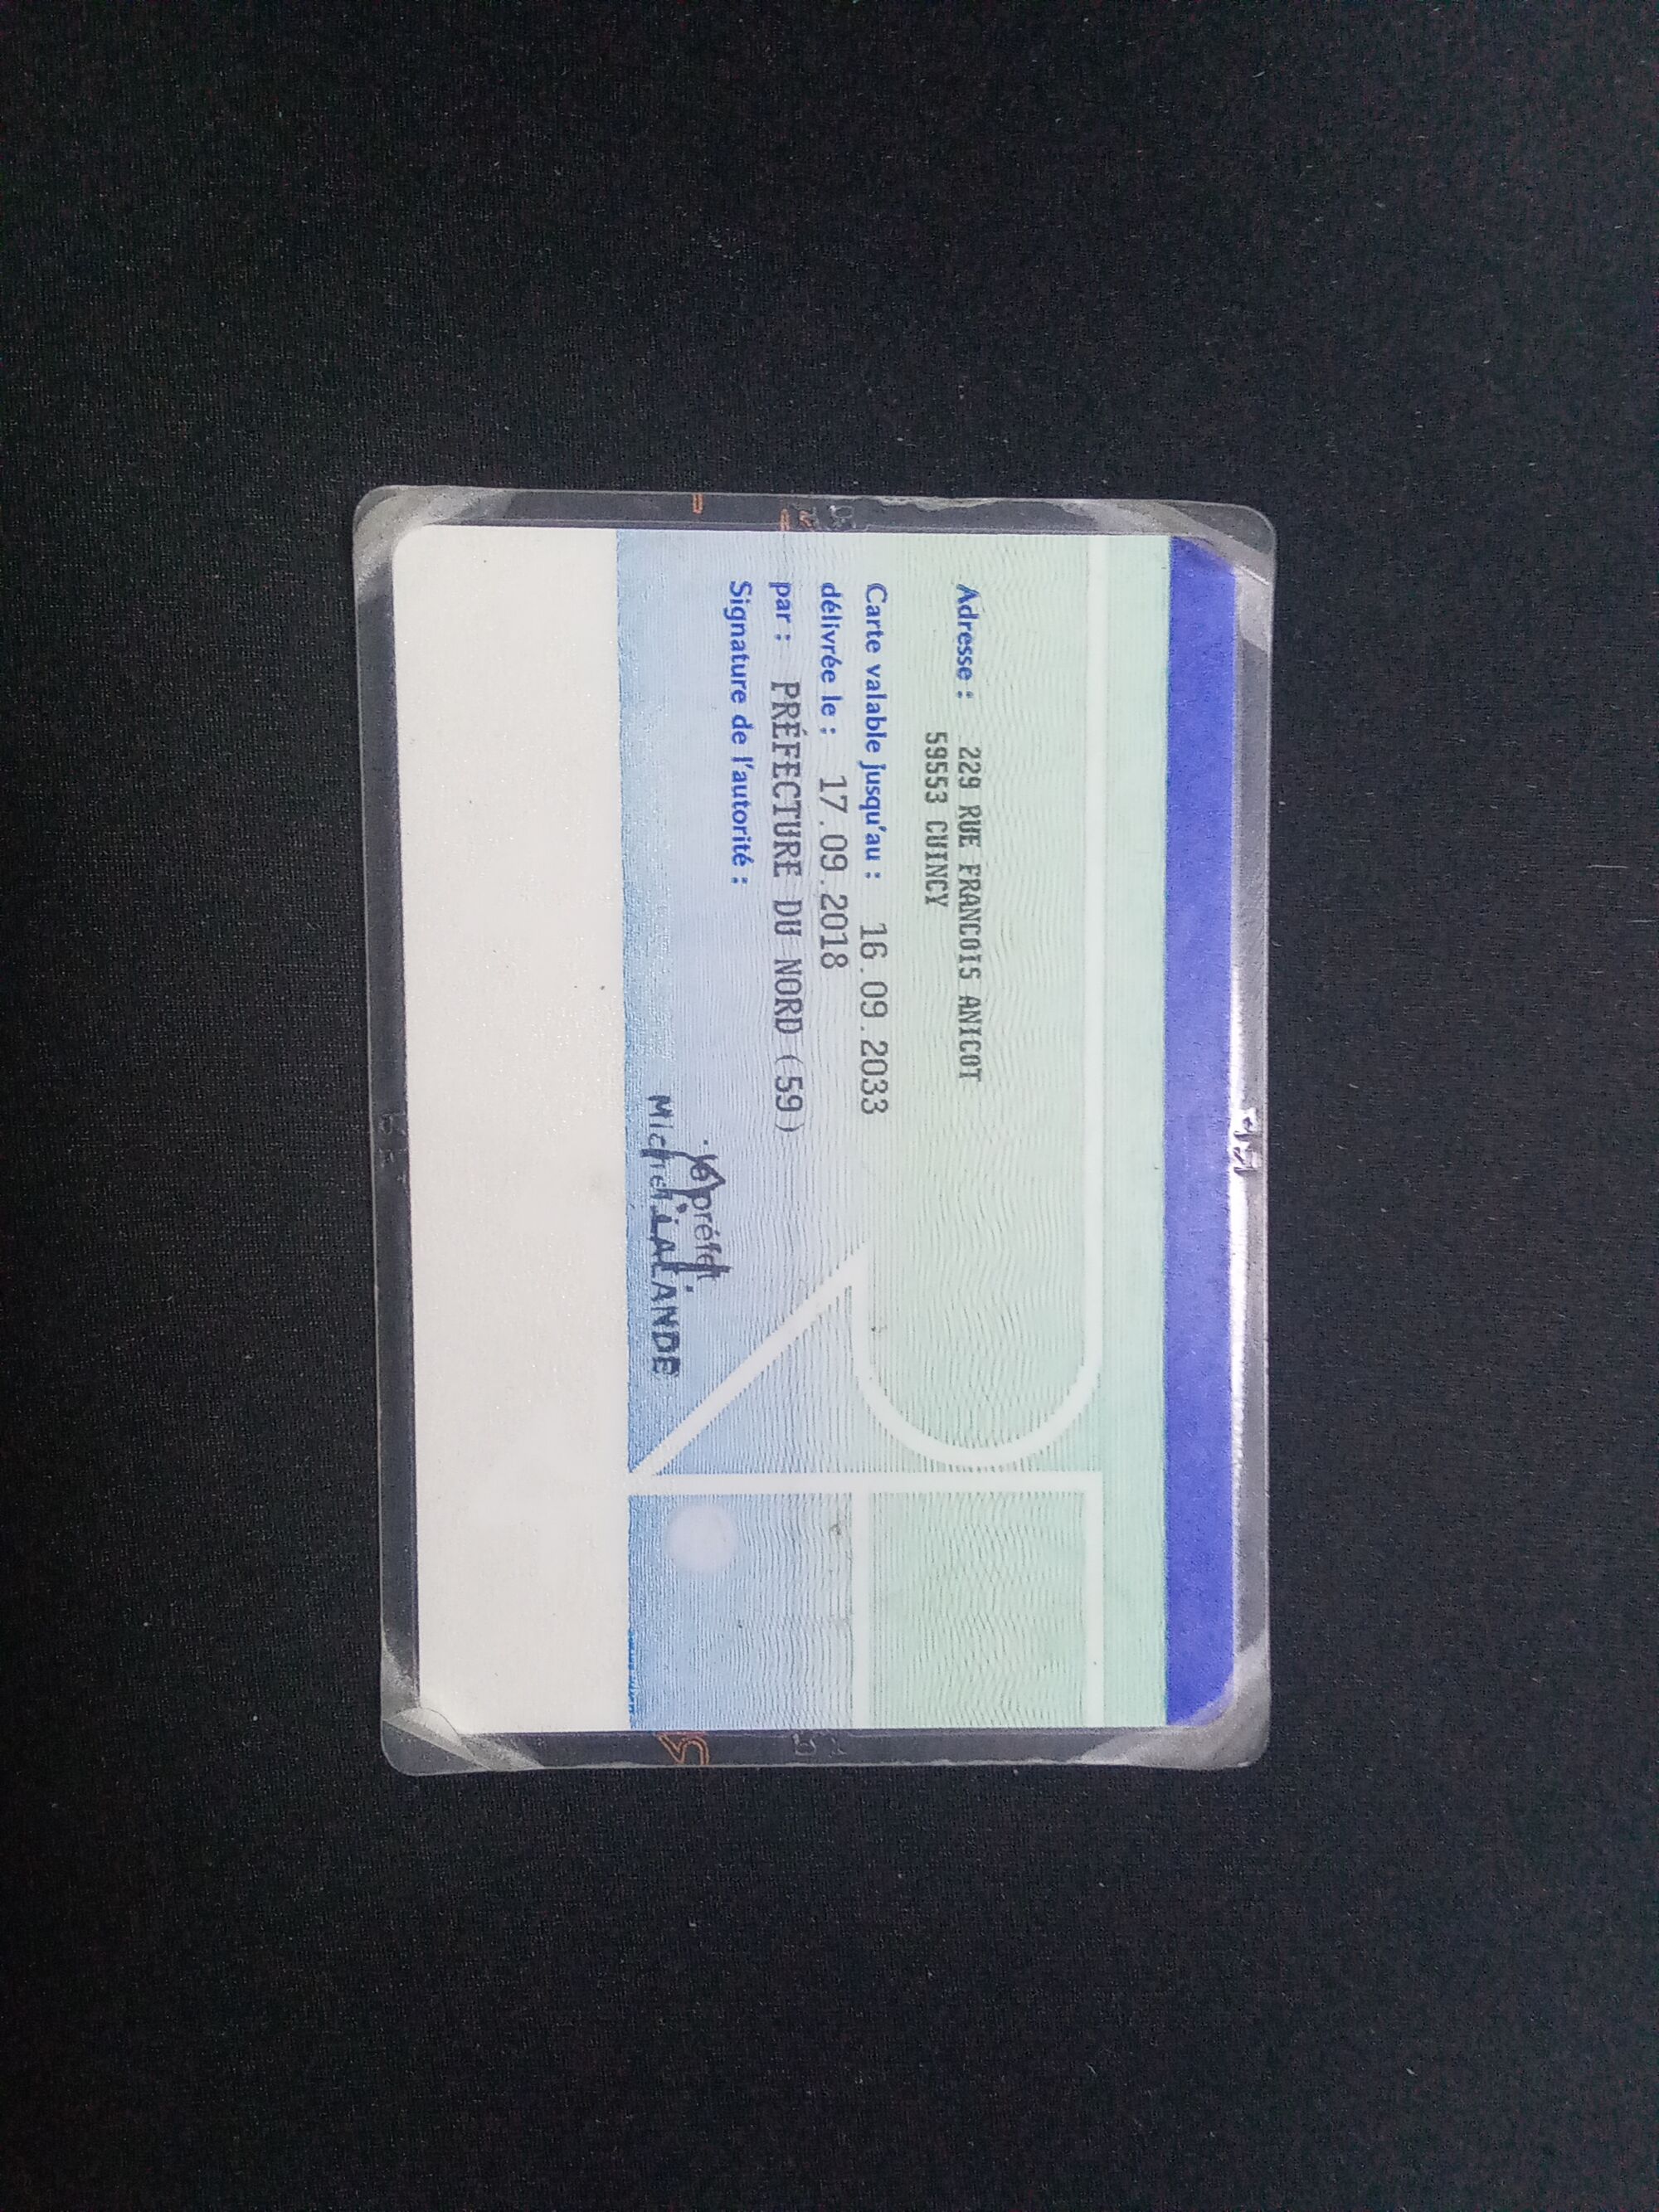 Adresse : 229 RUE FRANCOIS ANICOT
59553 CUINCY
Carte valable jusqu'au : 16.09.2033
délivrée le : 17.09.2018
par : PRÉFECTURE DU NORD (59)
Signature de l'autorité :
préfet
Michel LALANDE